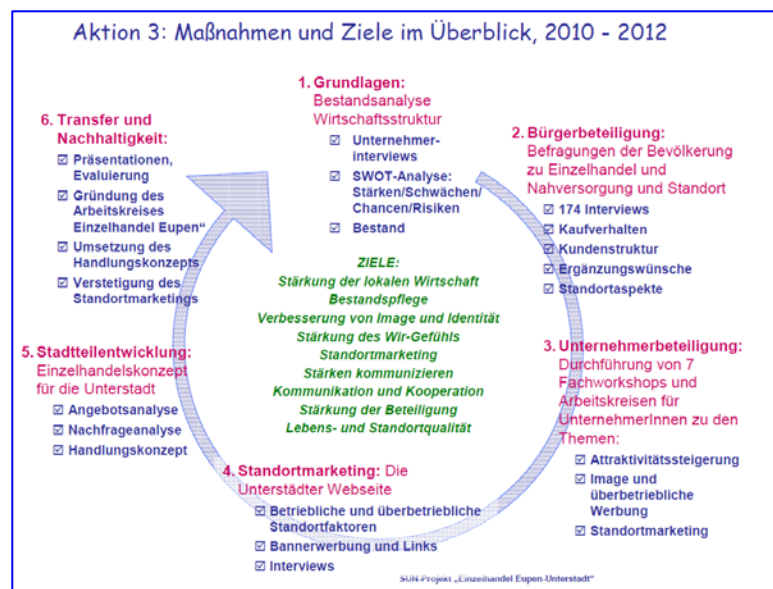 Aktion 3: Maßnahmen und Ziele im Überblick, 2010 - 2012
1. Grundlagen:
Bestandsanalyse
Wirtschaftsstruktur
☑ Unternehmer-
interviews
☑ SWOT-Analyse:
Stärken/Schwächen/
Chancen/Risiken
☑ Bestand
2. Bürgerbeteiligung:
Befragungen der Bevölkerung
zu Einzelhandel und
Nahversorgung und Standort
☑ 174 Interviews
☑ Kaufverhalten
☑ Kundenstruktur
☑ Ergänzungswünsche
☑ Standortaspekte
3. Unternehmerbeteiligung:
Durchführung von 7
Fachworkshops und
Arbeitskreisen für
UnternehmerInnen zu den
Themen:
☑ Attraktivitätssteigerung
☑ Image und
überbetriebliche
Werbung
☑ Standortmarketing
4. Standortmarketing: Die
Unterstädter Webseite
☑ Betriebliche und überbetriebliche
Standortfaktoren
☑ Bannerwerbung und Links
☑ Interviews
5. Stadtteilentwicklung:
Einzelhandelskonzept
für die Unterstadt
☑ Angebotsanalyse
☑ Nachfrageanalyse
☑ Handlungskonzept
6. Transfer und
Nachhaltigkeit:
☑ Präsentationen,
Evaluierung
☑ Gründung des
Arbeitskreises
Einzelhandel Eupen“
☑ Umsetzung des
Handlungskonzepts
☑ Verstetigung des
Standortmarketings
ZIELE:
Stärkung der lokalen Wirtschaft
Bestandspflege
Verbesserung von Image und Identität
Stärkung des Wir-Gefühls
Standortmarketing
Stärken kommunizieren
Kommunikation und Kooperation
Stärkung der Beteiligung
Lebens- und Standortqualität
SUN-Projekt „Einzelhandel Eupen-Unterstadt“